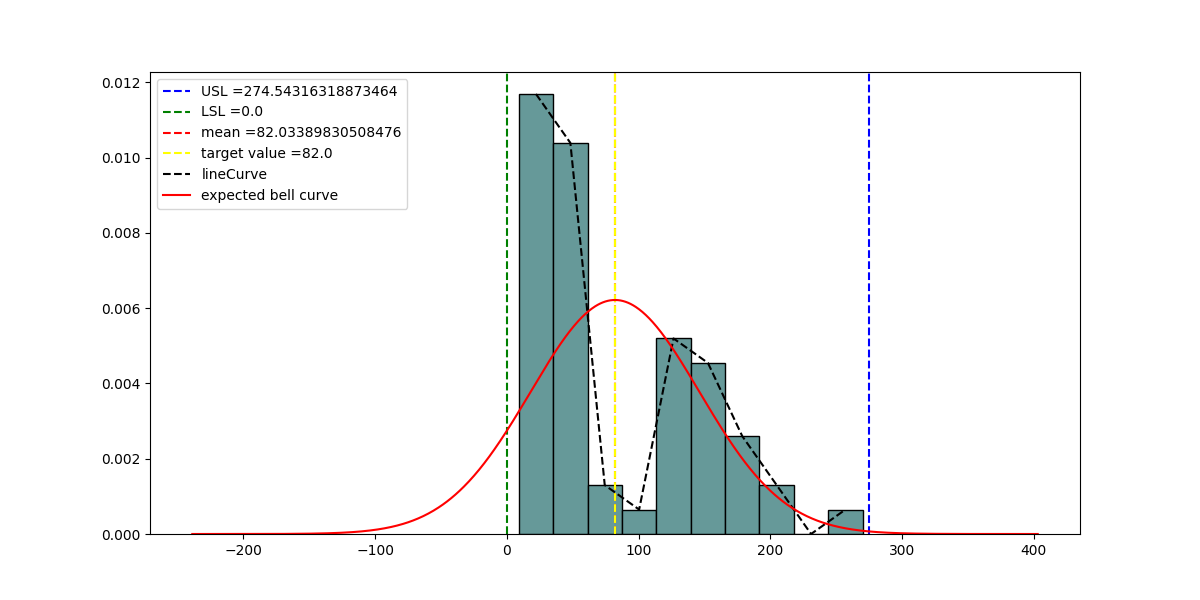 USL =274.54316318873464
LSL =0.0
mean =82.03389830508476
target value =82.0
lineCurve
expected bell curve
0.012
0.010
0.008
0.006
0.004
0.002
0.000
−200
−100
0
100
200
300
400